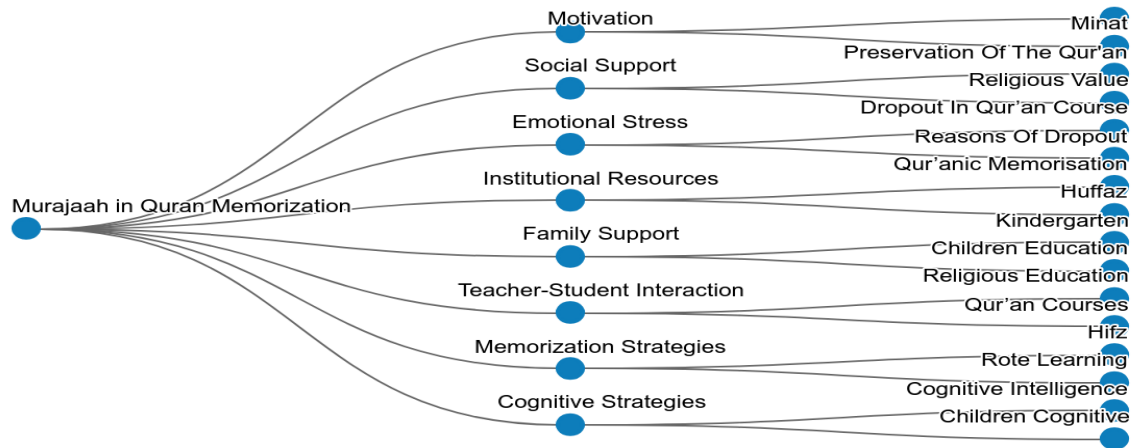 Motivation
Social Support
Emotional Stress
Institutional Resources
Murajaah in Quran Memorization
Family Support
Teacher-Student Interaction
Memorization Strategies
Cognitive Strategies
Minat
Preservation Of The Qur'an
Religious Value
Dropout In Qur’an Course
Reasons Of Dropout
Qur’anic Memorisation
Huffaz
Kindergarten
Children Education
Religious Education
Qur’an Courses
Hifz
Rote Learning
Cognitive Intelligence
Children Cognitive